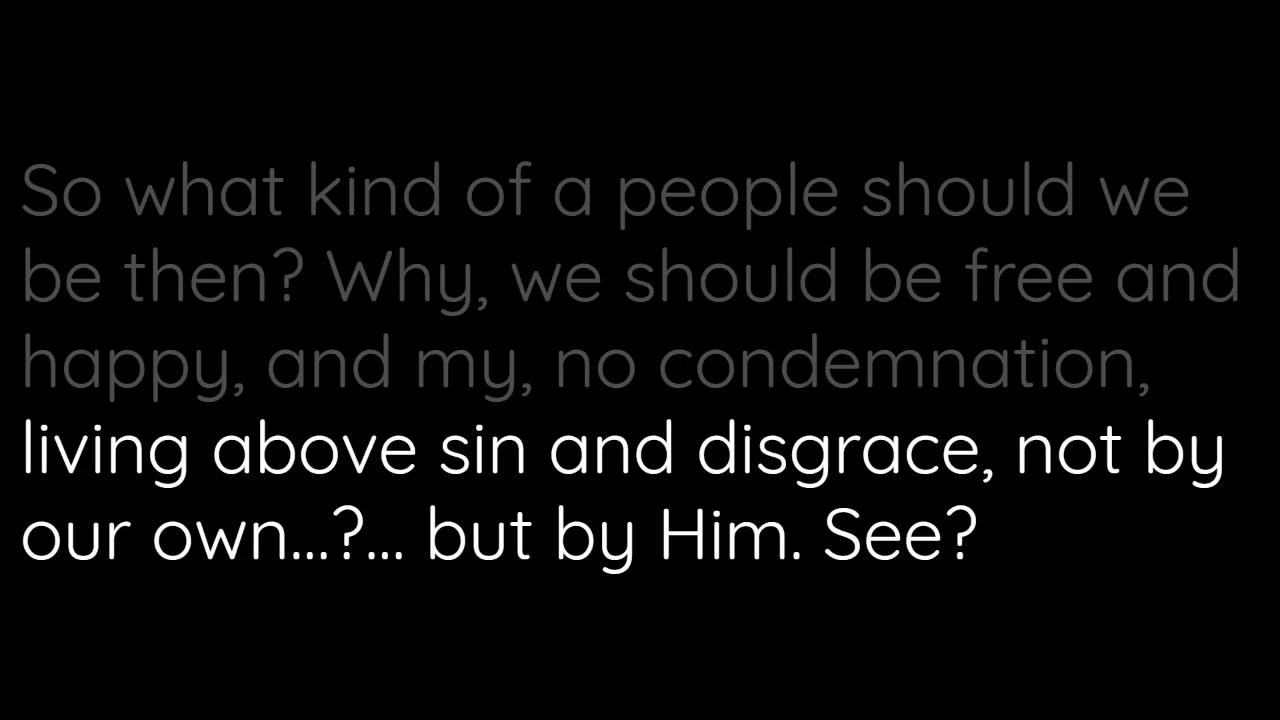 So what kind of a people should we
be then? Why, we should be free and
happy, and my, no condemnation,
living above sin and disgrace, not by
our own...?... but by Him. See?